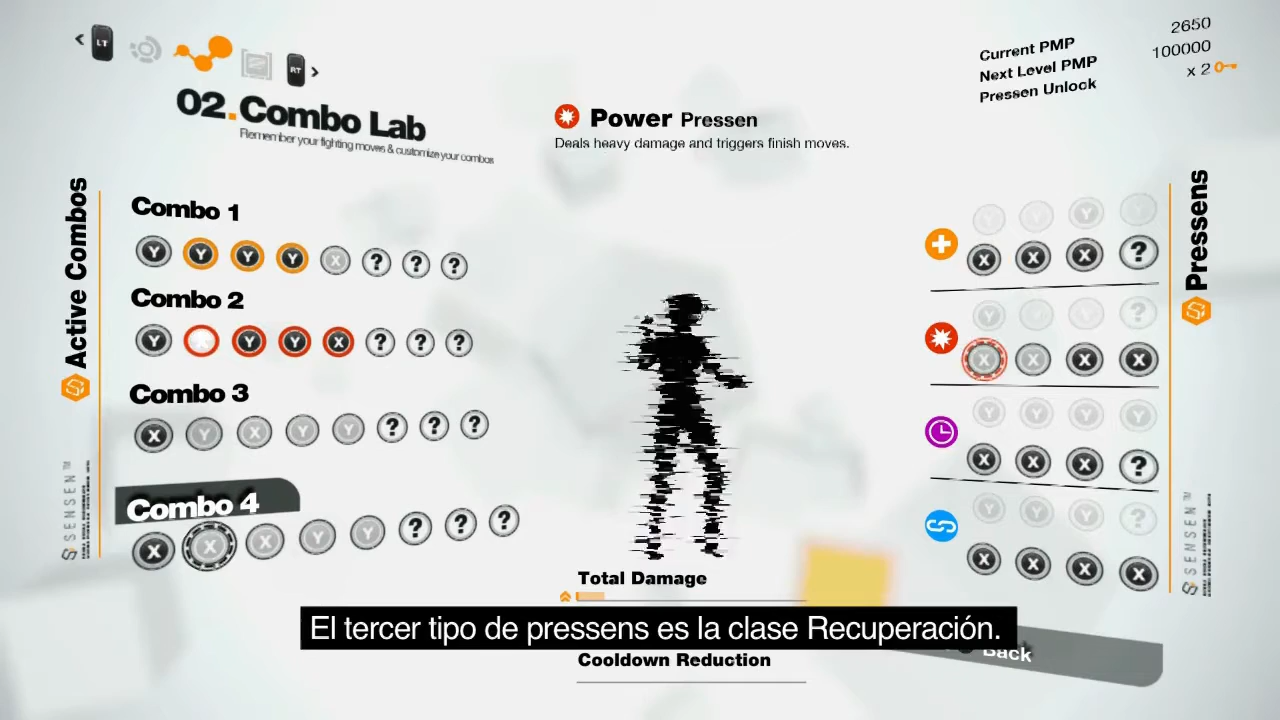 LT
RT
02.Combo Lab
Remember your fighting moves & customize your combos
Current PMP 2650
Next Level PMP 100000
Pressen Unlock x 2
Power Pressen
Deals heavy damage and triggers finish moves.
Active Combos
SENSEN™
Combo 1
Y Y Y Y X ? ? ?
Combo 2
Y X Y Y X ? ? ?
Combo 3
X Y X Y Y ? ? ?
Combo 4
X X X Y Y ? ? ?
Pressens
SENSEN™
Y Y Y Y
X X X ?
Y Y Y ?
X X X X
Y Y Y Y
X X X ?
Y Y Y ?
X X X X
Total Damage
El tercer tipo de pressens es la clase Recuperación.
Cooldown Reduction
Back